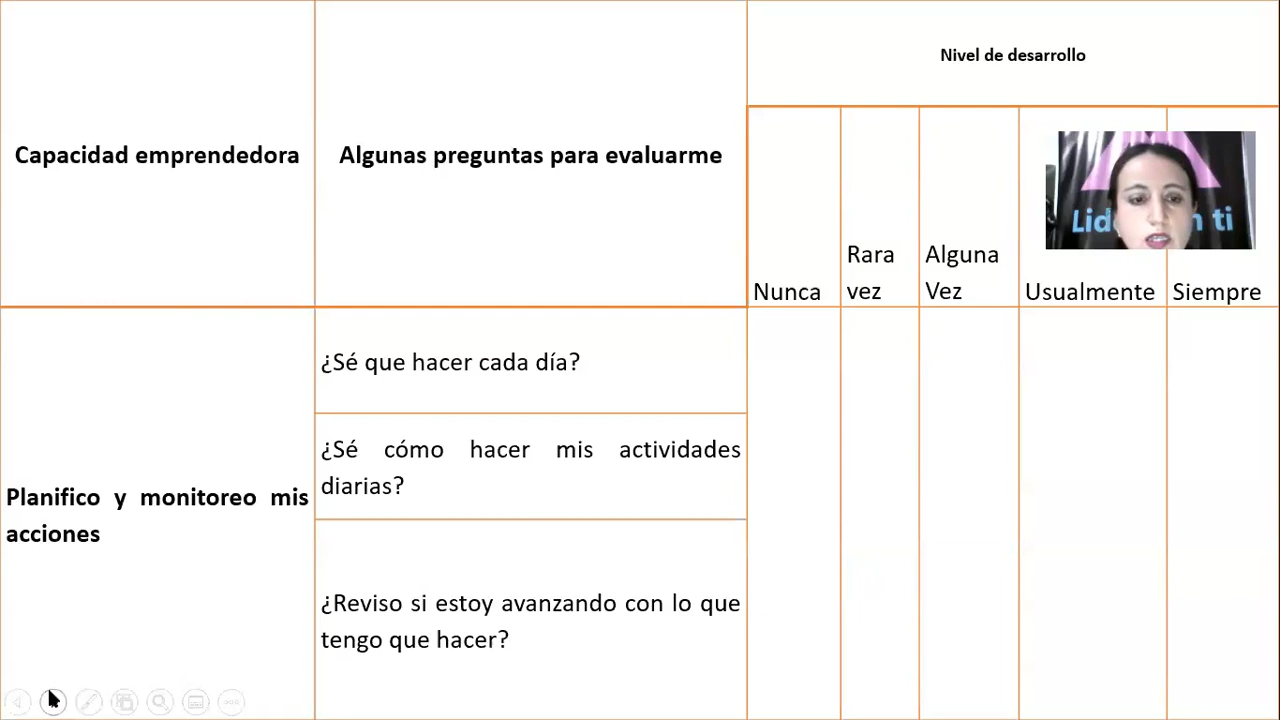 Nivel de desarrollo
Capacidad emprendedora
Algunas preguntas para evaluarme
Nunca
Rara
vez
Alguna
Vez
Usualmente
Siempre
ti
¿Sé que hacer cada día?
¿Sé cómo hacer mis actividades
diarias?
Planifico y monitoreo mis
acciones
¿Reviso si estoy avanzando con lo que
tengo que hacer?